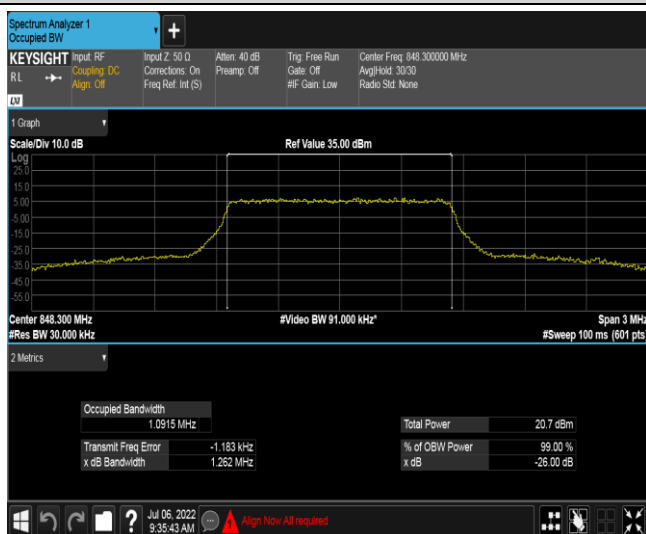 Spectrum Analyzer 1
Occupied BW
KEYSIGHT
R L
LXI
Input: RF
Coupling: DC
Align: Off
Input Z: 50 Ω
Corrections: On
Freq Ref: Int (S)
Atten: 40 dB
Preamp: Off
Trig: Free Run
Gate: Off
#IF Gain: Low
Center Freq: 848.300000 MHz
Avg|Hold: 30/30
Radio Std: None
1 Graph
Scale/Div 10.0 dB
Ref Value 35.00 dBm
Log
25.0
15.0
5.00
-5.00
-15.0
-25.0
-35.0
-45.0
-55.0
Center 848.300 MHz
#Video BW 91.000 kHz*
Span 3 MHz
#Res BW 30.000 kHz
#Sweep 100 ms (601 pts)
2 Metrics
Occupied Bandwidth
1.0915 MHz
Transmit Freq Error -1.183 kHz
x dB Bandwidth 1.262 MHz
Total Power 20.7 dBm
% of OBW Power 99.00 %
x dB -26.00 dB
?
Jul 06, 2022
9:35:43 AM
Align Now All required